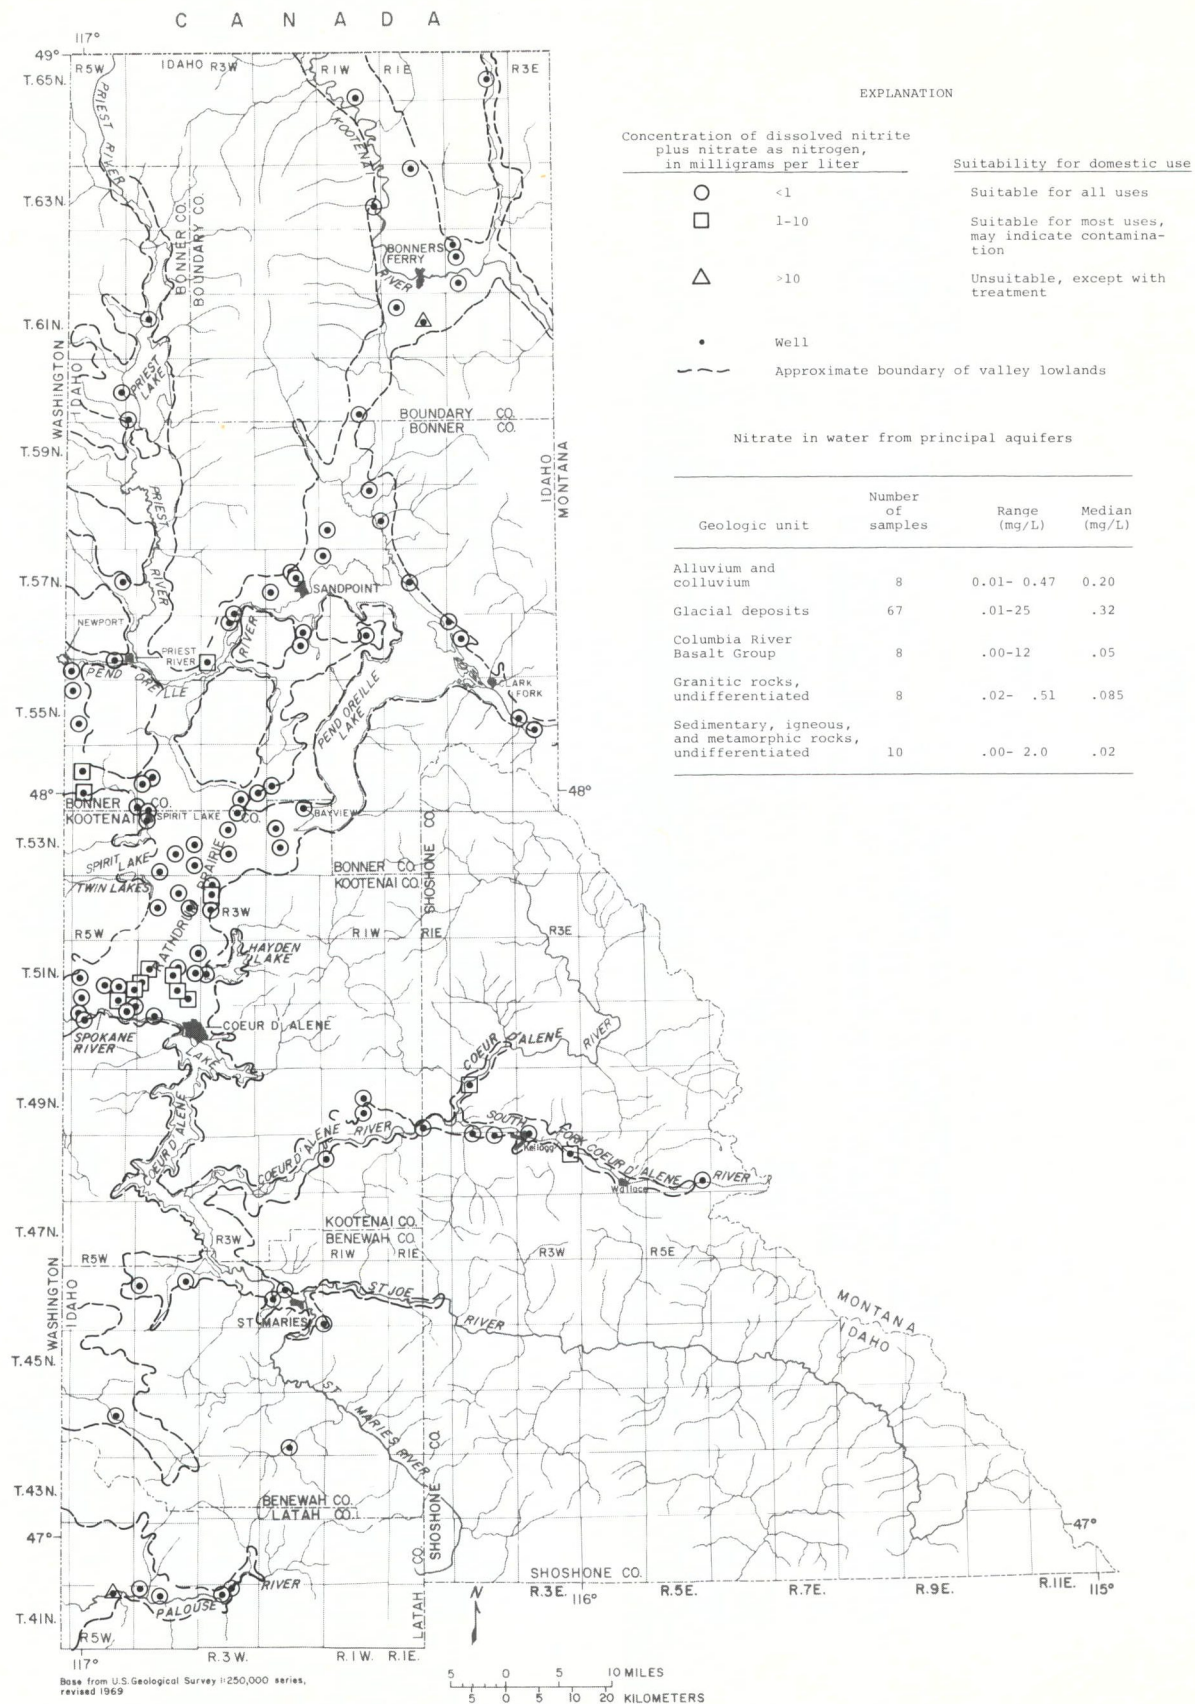 C A N A D A
117°
49°
R5W
IDAHO
R3W
R1W
R1E
R3E
T.65N.
PRIEST RIVER
KOOTENAI
T.63N.
BONNER CO.
BOUNDARY CO.
BONNERS
FERRY
RIVER
T.61N.
WASHINGTON
IDAHO
PRIEST
LAKE
BOUNDARY CO.
BONNER CO.
T.59N.
IDAHO
MONTANA
PRIEST
RIVER
T.57N.
SANDPOINT
NEWPORT
PRIEST
RIVER
RIVER
PEND OREILLE
CLARK
FORK
T.55N.
PEND OREILLE
LAKE
48°
48°
BONNER CO.
KOOTENAI CO.
SPIRIT LAKE
BAYVIEW
T.53N.
SPIRIT LAKE
TWIN LAKES
RATHDRUM PRAIRIE
BONNER CO.
KOOTENAI CO.
SHOSHONE CO.
R3W
R5W
R1W
R1E
R3E
HAYDEN
LAKE
T.51N.
COEUR D'ALENE
SPOKANE
RIVER
LAKE
COEUR D'ALENE
RIVER
COEUR D'ALENE
T.49N.
COEUR D'ALENE RIVER
SOUTH FORK COEUR D'ALENE RIVER
Kellogg
Wallace
T.47N.
KOOTENAI CO.
BENEWAH CO.
R3W
R1W
R1E
R3W
R5E
R5W
WASHINGTON
IDAHO
ST JOE
RIVER
ST. MARIES
MONTANA
IDAHO
T.45N.
ST MARIES RIVER
SHOSHONE CO.
T.43N.
BENEWAH CO.
LATAH CO.
47°
47°
SHOSHONE CO.
RIVER
PALOUSE
LATAH CO.
N
R.3E.
116°
R.5E.
R.7E.
R.9E.
R.11E.
115°
T.41N.
R5W.
R.3W.
R.1W.
R.1E.
117°
Base from U.S. Geological Survey 1:250,000 series,
revised 1969
5 0 5 10 MILES
5 0 5 10 20 KILOMETERS
EXPLANATION
Concentration of dissolved nitrite
plus nitrate as nitrogen,
in milligrams per liter
Suitability for domestic use
<1 Suitable for all uses
1-10 Suitable for most uses,
may indicate contamina-
tion
>10 Unsuitable, except with
treatment
Well
Approximate boundary of valley lowlands
Nitrate in water from principal aquifers
Number
of
samples
Geologic unit
Range
(mg/L)
Median
(mg/L)
Alluvium and
colluvium 8 0.01- 0.47 0.20
Glacial deposits 67 .01-25 .32
Columbia River
Basalt Group 8 .00-12 .05
Granitic rocks,
undifferentiated 8 .02- .51 .085
Sedimentary, igneous,
and metamorphic rocks,
undifferentiated 10 .00- 2.0 .02